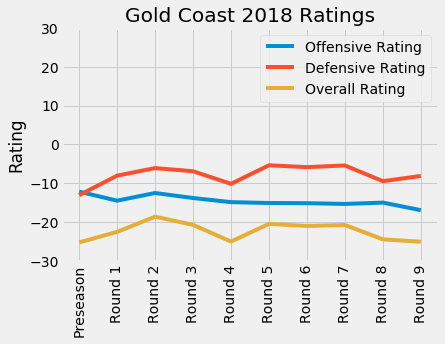 Gold Coast 2018 Ratings
30
20
10
0
−10
−20
−30
Rating
Offensive Rating
Defensive Rating
Overall Rating
Preseason
Round 1
Round 2
Round 3
Round 4
Round 5
Round 6
Round 7
Round 8
Round 9